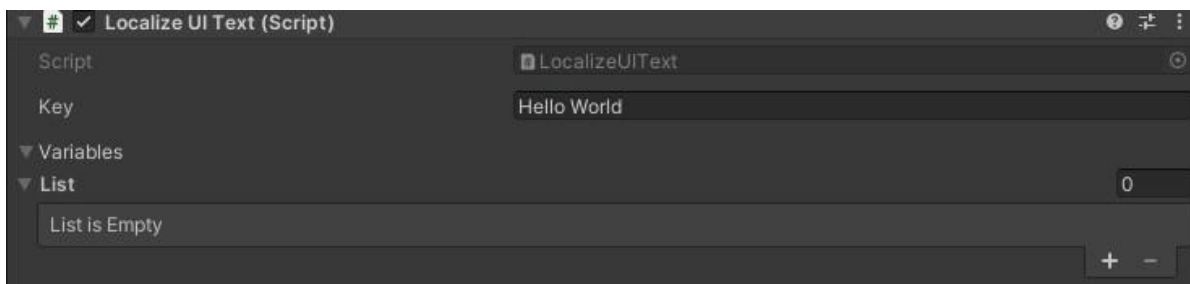 # Localize UI Text (Script)
Script # LocalizeUIText
Key Hello World
Variables
List 0
List is Empty
+ −